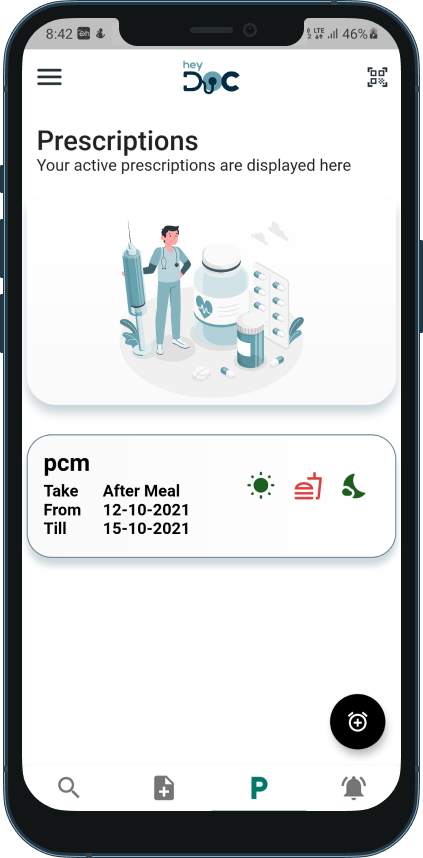 8:42
LTE 46%
hey
DOC
Prescriptions
Your active prescriptions are displayed here
pcm
Take After Meal
From 12-10-2021
Till 15-10-2021
P